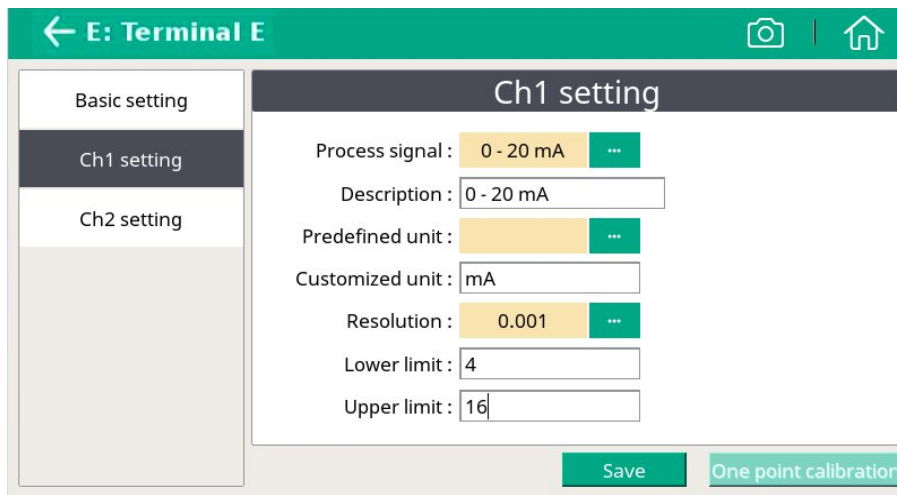 E: Terminal E
Basic setting
Ch1 setting
Ch2 setting
Ch1 setting
Process signal : 0 - 20 mA ...
Description : 0 - 20 mA
Predefined unit : ...
Customized unit : mA
Resolution : 0.001 ...
Lower limit : 4
Upper limit : 16
Save One point calibration